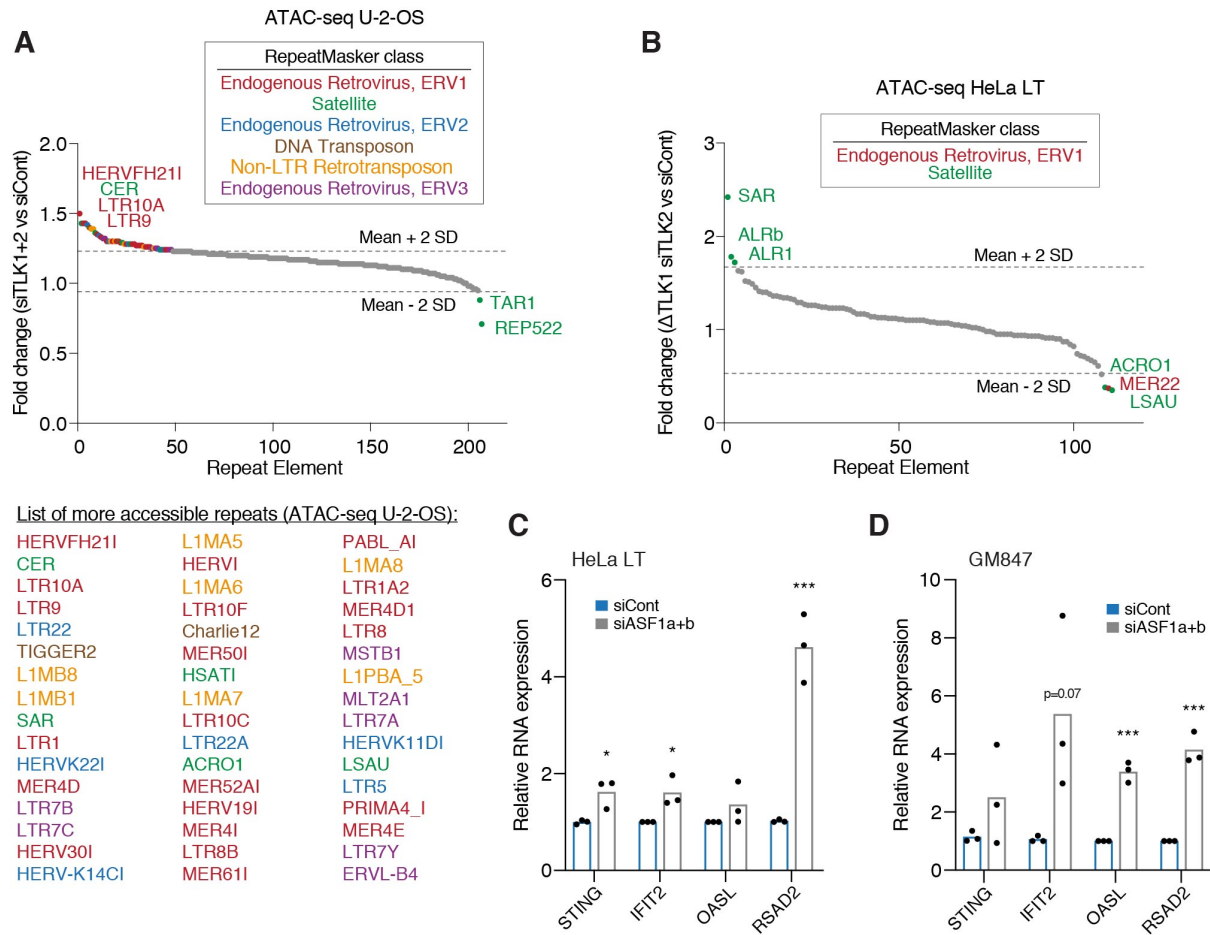 A
ATAC-seq U-2-OS
RepeatMasker class
Endogenous Retrovirus, ERV1
Satellite
Endogenous Retrovirus, ERV2
DNA Transposon
Non-LTR Retrotransposon
Endogenous Retrovirus, ERV3
Fold change (siTLK1+2 vs siCont)
2.0
1.5
1.0
0.5
0.0
HERVFH21I
CER
LTR10A
LTR9
Mean + 2 SD
Mean - 2 SD
TAR1
REP522
0
50
100
150
200
Repeat Element
B
ATAC-seq HeLa LT
RepeatMasker class
Endogenous Retrovirus, ERV1
Satellite
Fold change (ΔTLK1 siTLK2 vs siCont)
3
2
1
0
SAR
ALRb
ALR1
Mean + 2 SD
Mean - 2 SD
ACRO1
MER22
LSAU
0
50
100
Repeat Element
List of more accessible repeats (ATAC-seq U-2-OS):
HERVFH21I
CER
LTR10A
LTR9
LTR22
TIGGER2
L1MB8
L1MB1
SAR
LTR1
HERVK22I
MER4D
LTR7B
LTR7C
HERV30I
HERV-K14CI
L1MA5
HERVI
L1MA6
LTR10F
Charlie12
MER50I
HSATI
L1MA7
LTR10C
LTR22A
ACRO1
MER52AI
HERV19I
MER4I
LTR8B
MER61I
PABL_AI
L1MA8
LTR1A2
MER4D1
LTR8
MSTB1
L1PBA_5
MLT2A1
LTR7A
HERVK11DI
LSAU
LTR5
PRIMA4_I
MER4E
LTR7Y
ERVL-B4
C
HeLa LT
siCont
siASF1a+b
Relative RNA expression
6
4
2
0
*
*
***
STING
IFIT2
OASL
RSAD2
D
GM847
siCont
siASF1a+b
Relative RNA expression
10
8
6
4
2
0
p=0.07
***
***
STING
IFIT2
OASL
RSAD2